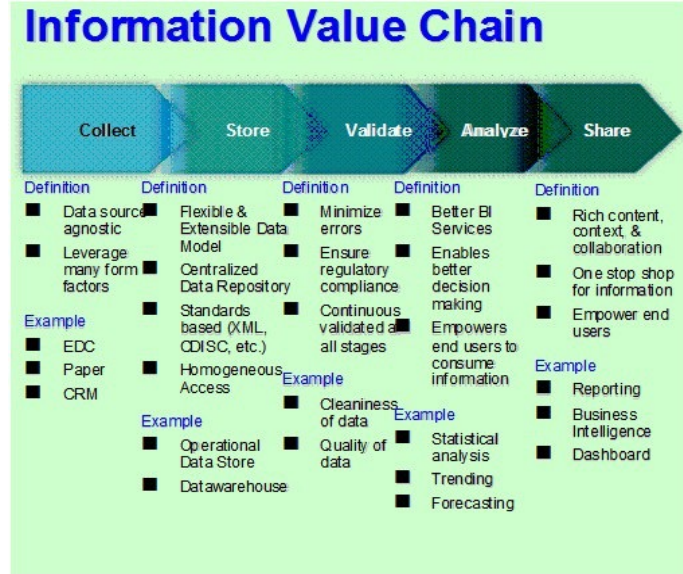 Information Value Chain
Collect
Store
Validate
Analyze
Share
Definition
Data source
agnostic
Leverage
many form
factors
Example
EDC
Paper
CRM
Definition
Flexible &
Extensible Data
Model
Centralized
Data Repository
Standards
based (XML,
CDISC, etc.)
Homogeneous
Access
Example
Operational
Data Store
Datawarehouse
Definition
Minimize
errors
Ensure
regulatory
compliance
Continuous
validated a
all stages
Example
Cleaniness
of data
Quality of
data
Definition
Better BI
Services
Enables
better
decision
making
Empowers
end users to
consume
information
Example
Statistical
analysis
Trending
Forecasting
Definition
Rich content,
context, &
collaboration
One stop shop
for information
Empower end
users
Example
Reporting
Business
Intelligence
Dashboard